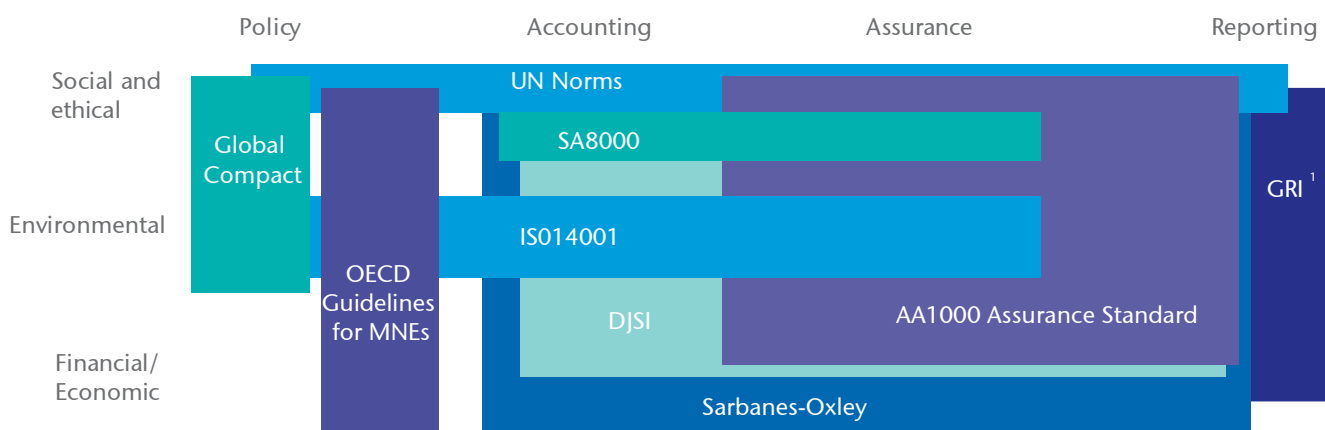 Policy
Accounting
Assurance
Reporting
Social and
ethical
UN Norms
Global
Compact
SA8000
GRI 1
Environmental
IS014001
OECD
Guidelines
for MNEs
DJSI
AA1000 Assurance Standard
Financial/
Economic
Sarbanes-Oxley